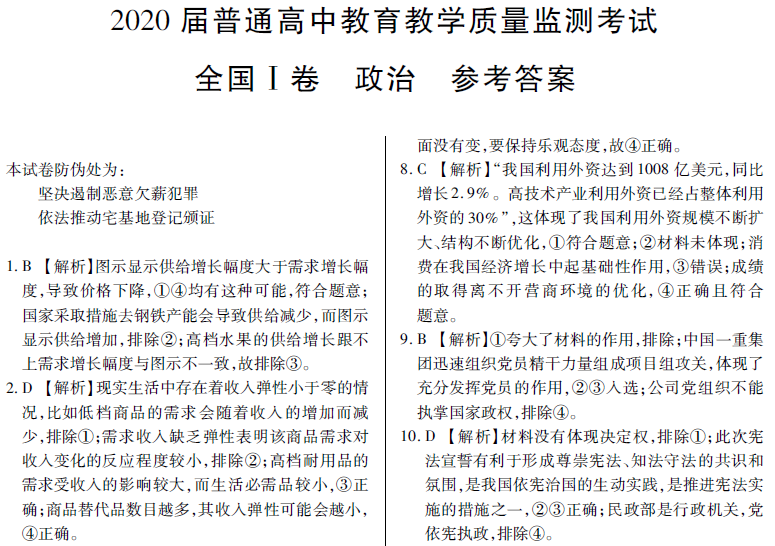 2020 届普通高中教育教学质量监测考试
全国Ⅰ卷 政治 参考答案
本试卷防伪处为:
坚决遏制恶意欠薪犯罪
依法推动宅基地登记颁证
1. B 【解析】图示显示供给增长幅度大于需求增长幅
度,导致价格下降,①④均有这种可能,符合题意;
国家采取措施去钢铁产能会导致供给减少,而图示
显示供给增加,排除②;高档水果的供给增长跟不
上需求增长幅度与图示不一致,故排除③。
2. D 【解析】现实生活中存在着收入弹性小于零的情
况,比如低档商品的需求会随着收入的增加而减
少,排除①;需求收入缺乏弹性表明该商品需求对
收入变化的反应程度较小,排除②;高档耐用品的
需求受收入的影响较大,而生活必需品较小,③正
确;商品替代品数目越多,其收入弹性可能会越小,
④正确。
面没有变,要保持乐观态度,故④正确。
8. C 【解析】“我国利用外资达到 1008 亿美元,同比
增长 2.9%。高技术产业利用外资已经占整体利用
外资的 30%”,这体现了我国利用外资规模不断扩
大、结构不断优化,①符合题意;②材料未体现;消
费在我国经济增长中起基础性作用,③错误;成绩
的取得离不开营商环境的优化,④正确且符合
题意。
9. B 【解析】①夸大了材料的作用,排除;中国一重集
团迅速组织党员精干力量组成项目组攻关,体现了
充分发挥党员的作用,②③入选;公司党组织不能
执掌国家政权,排除④。
10. D 【解析】材料没有体现决定权,排除①;此次宪
法宣誓有利于形成尊崇宪法、知法守法的共识和
氛围,是我国依宪治国的生动实践,是推进宪法实
施的措施之一,②③正确;民政部是行政机关,党
依宪执政,排除④。